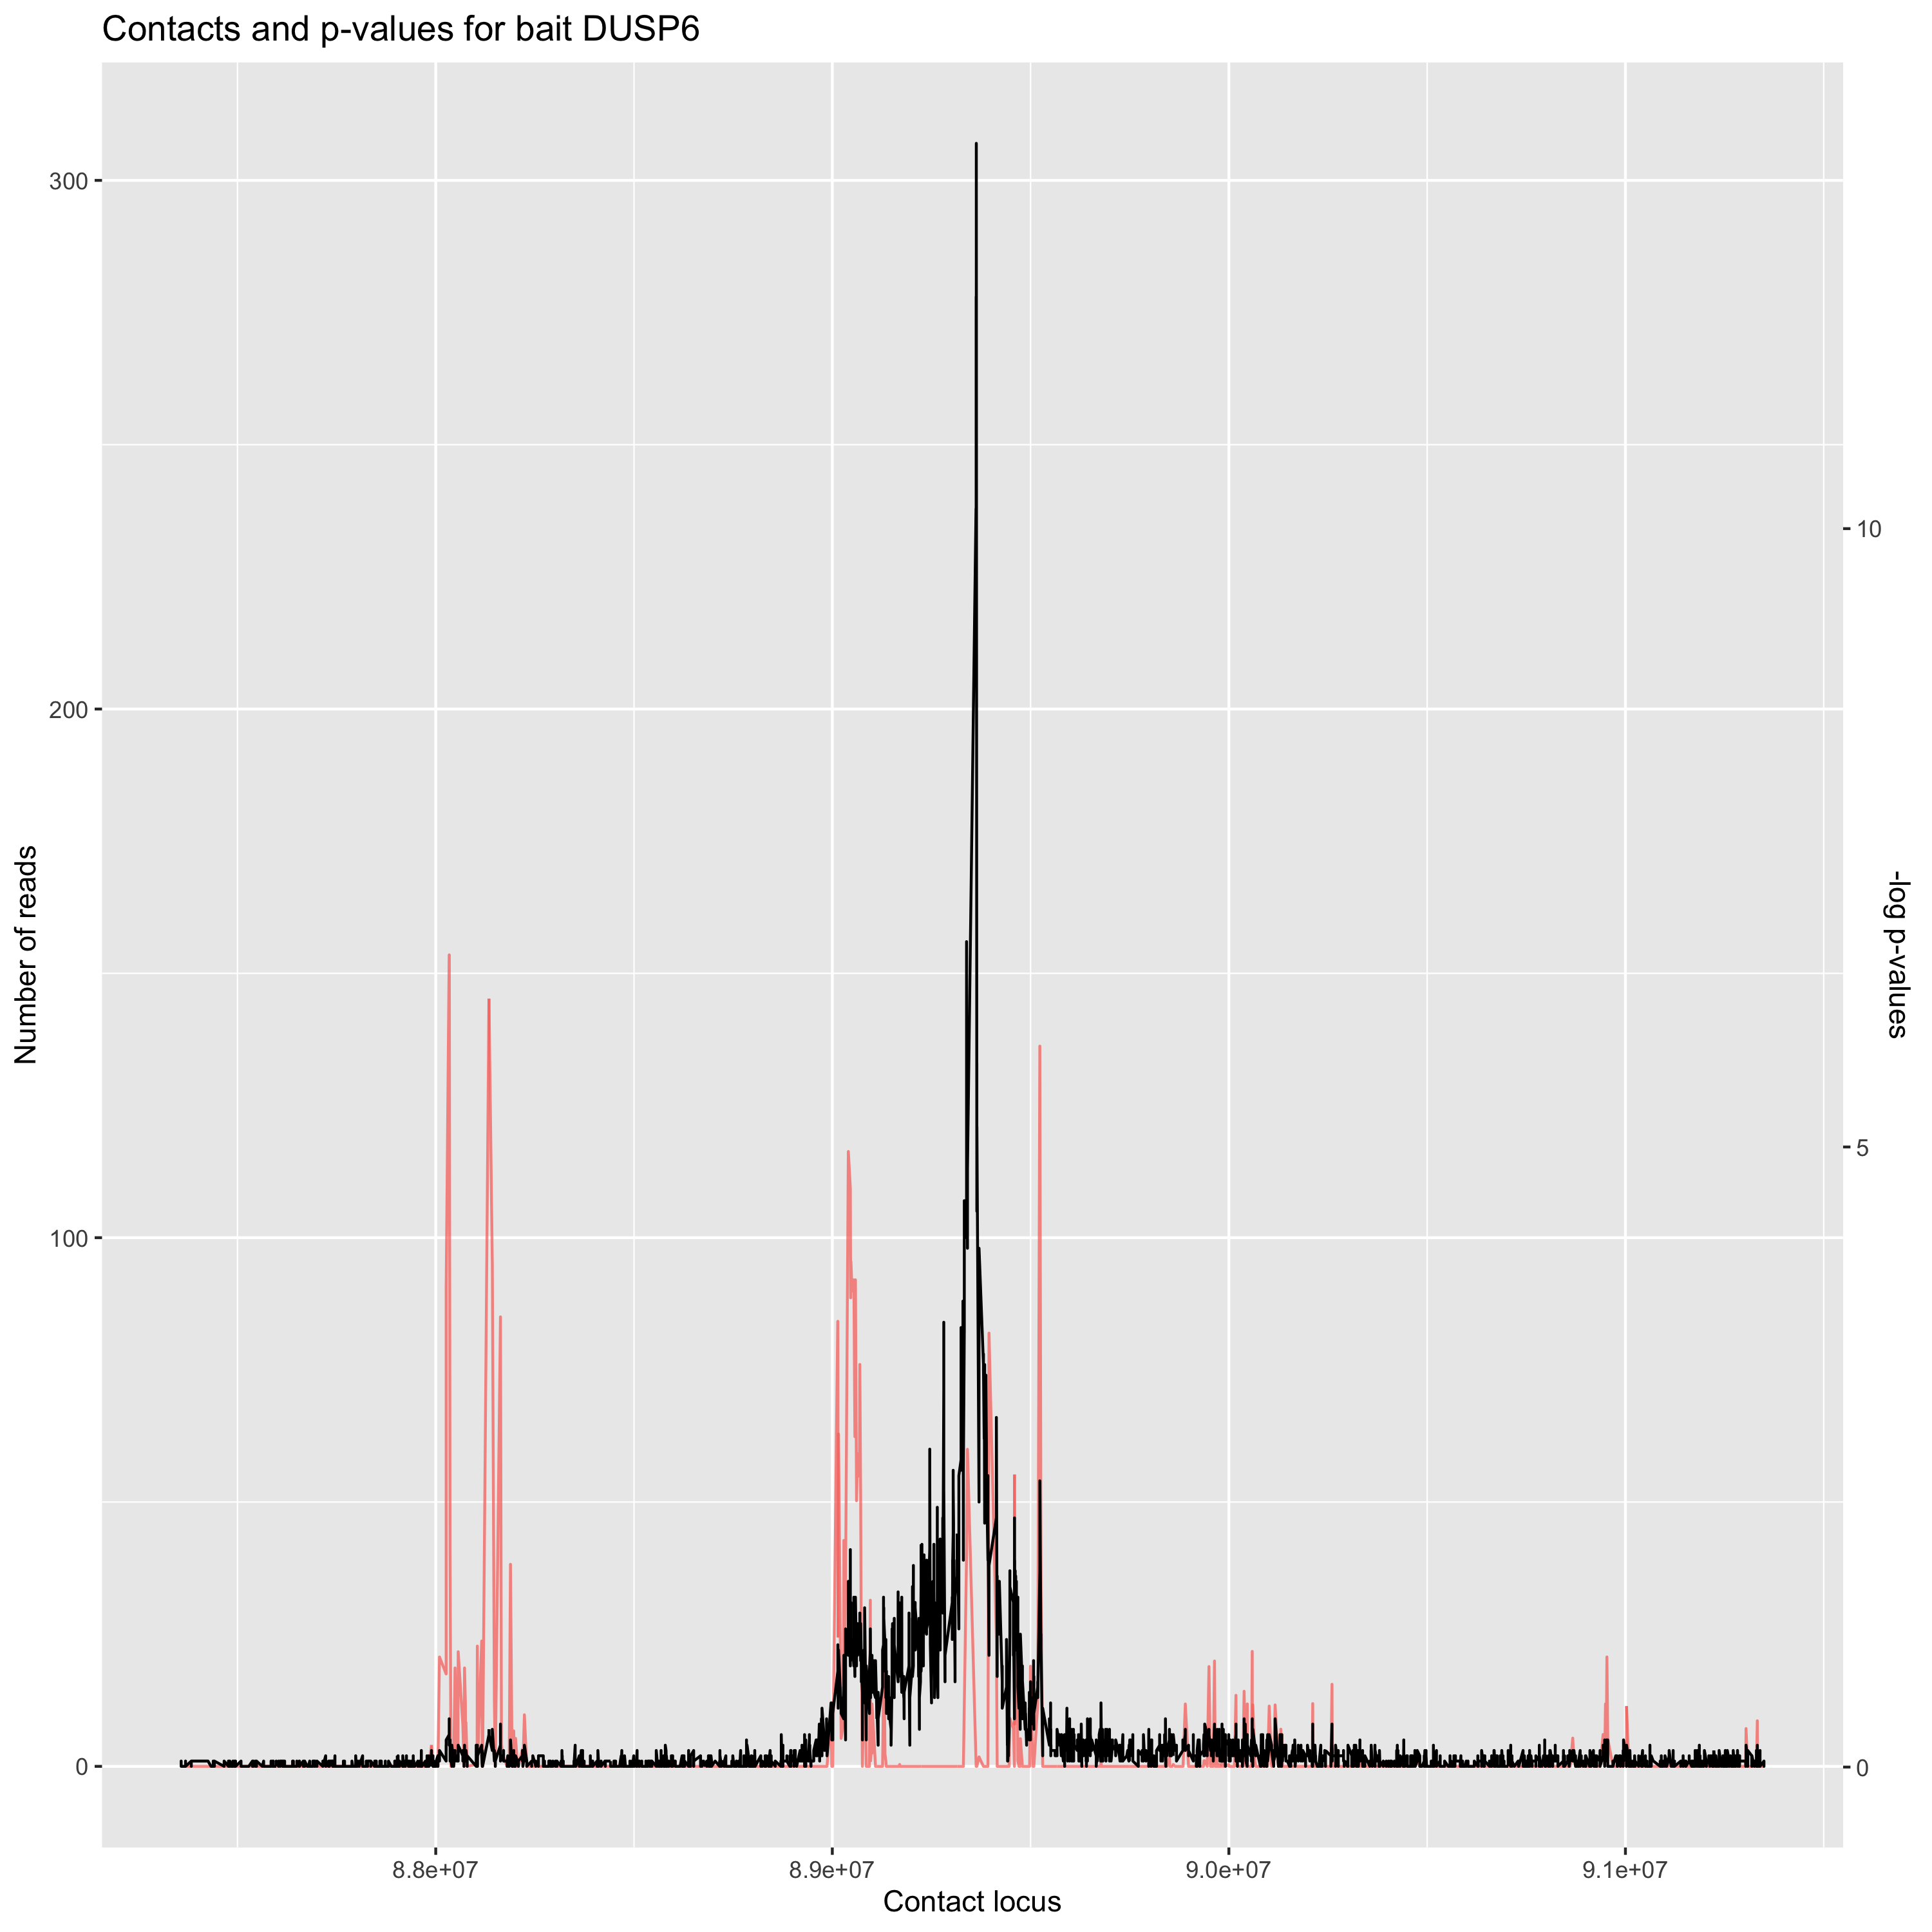 Contacts and p-values for bait DUSP6
300
200
100
0
Number of reads
10
5
0
-log p-values
8.8e+07
8.9e+07
9.0e+07
9.1e+07
Contact locus